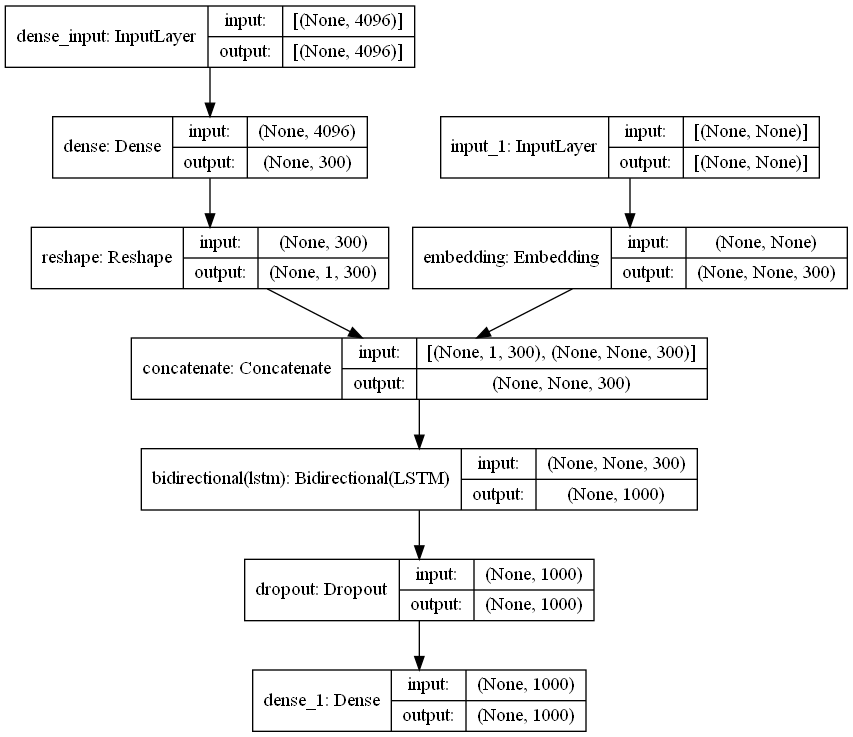 dense_input: InputLayer
input: [(None, 4096)]
output: [(None, 4096)]
dense: Dense
input: (None, 4096)
output: (None, 300)
input_1: InputLayer
input: [(None, None)]
output: [(None, None)]
reshape: Reshape
input: (None, 300)
output: (None, 1, 300)
embedding: Embedding
input: (None, None)
output: (None, None, 300)
concatenate: Concatenate
input: [(None, 1, 300), (None, None, 300)]
output: (None, None, 300)
bidirectional(lstm): Bidirectional(LSTM)
input: (None, None, 300)
output: (None, 1000)
dropout: Dropout
input: (None, 1000)
output: (None, 1000)
dense_1: Dense
input: (None, 1000)
output: (None, 1000)